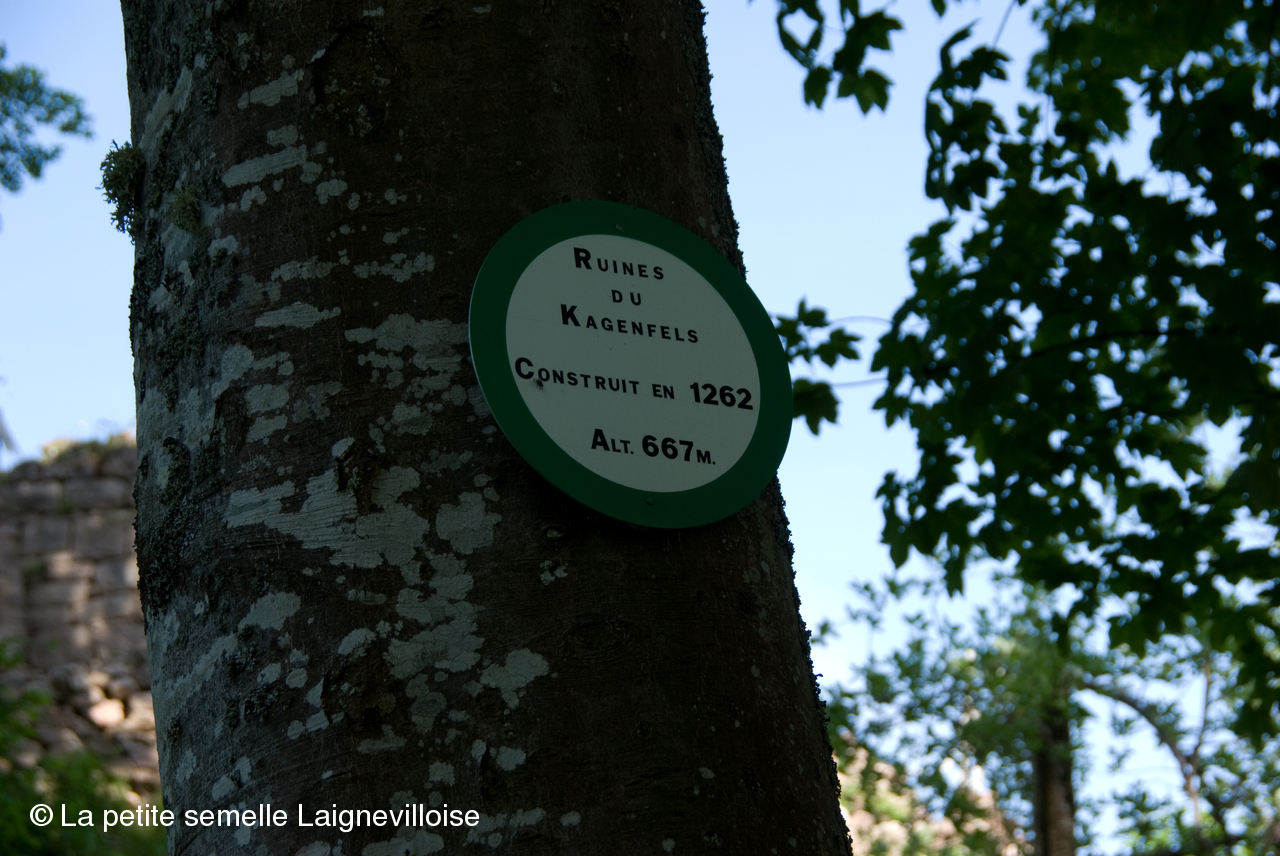 RUINES
DU
KAGENFELS
CONSTRUIT EN 1262
ALT. 667M.
© La petite semelle Laignevilloise